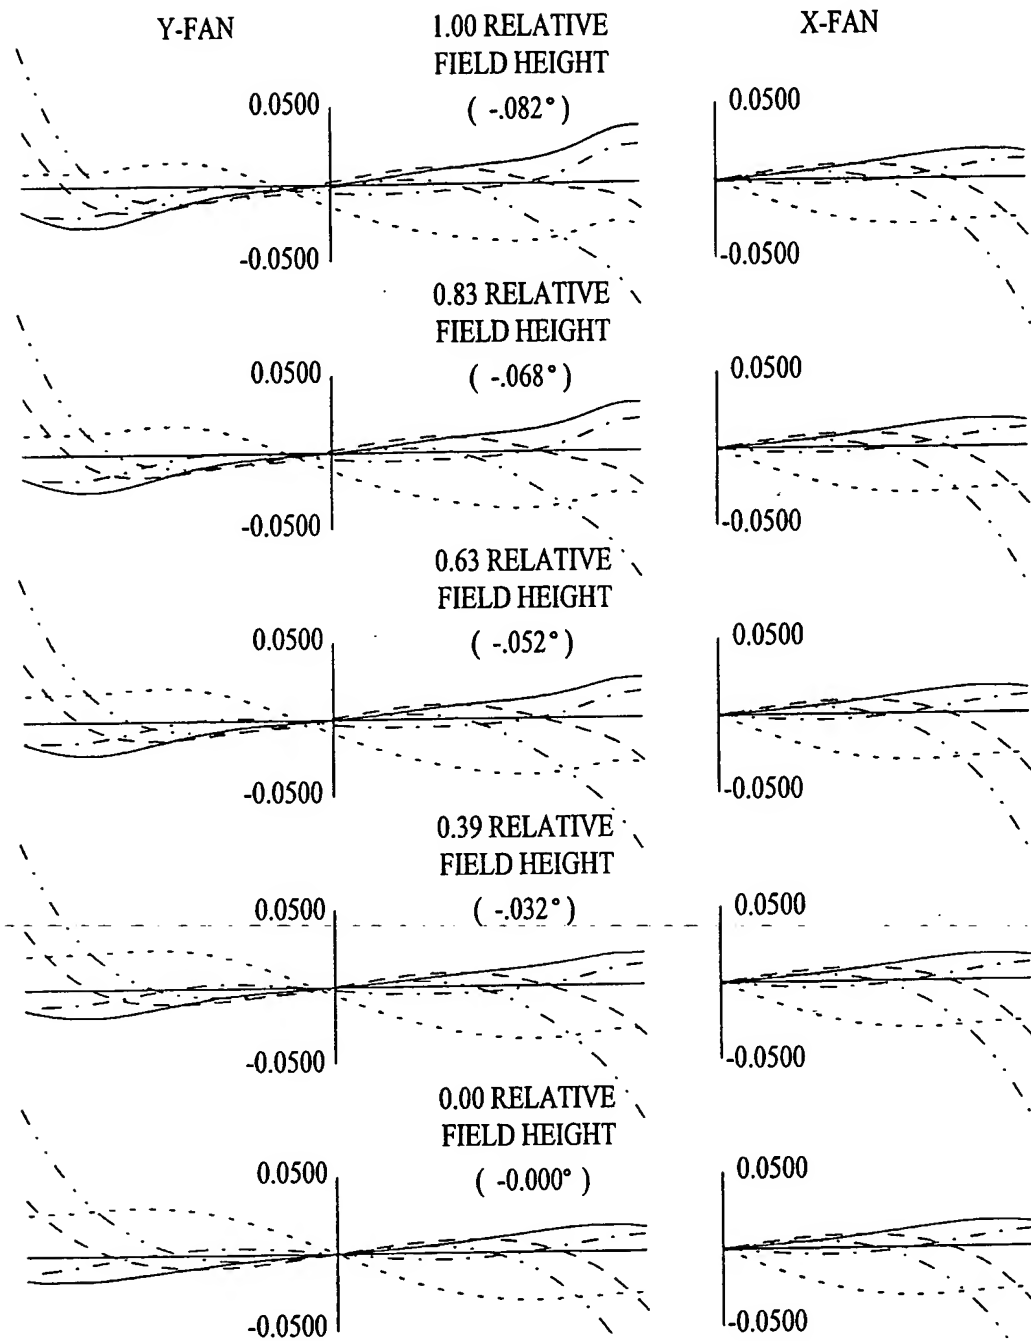 Y-FAN
1.00 RELATIVE
FIELD HEIGHT
( -.082° )
X-FAN
0.0500
0.0500
-0.0500
-0.0500
0.83 RELATIVE
FIELD HEIGHT
( -.068° )
0.0500
0.0500
-0.0500
-0.0500
0.63 RELATIVE
FIELD HEIGHT
( -.052° )
0.0500
0.0500
-0.0500
-0.0500
0.39 RELATIVE
FIELD HEIGHT
( -.032° )
0.0500
0.0500
-0.0500
-0.0500
0.00 RELATIVE
FIELD HEIGHT
( -0.000° )
0.0500
0.0500
-0.0500
-0.0500